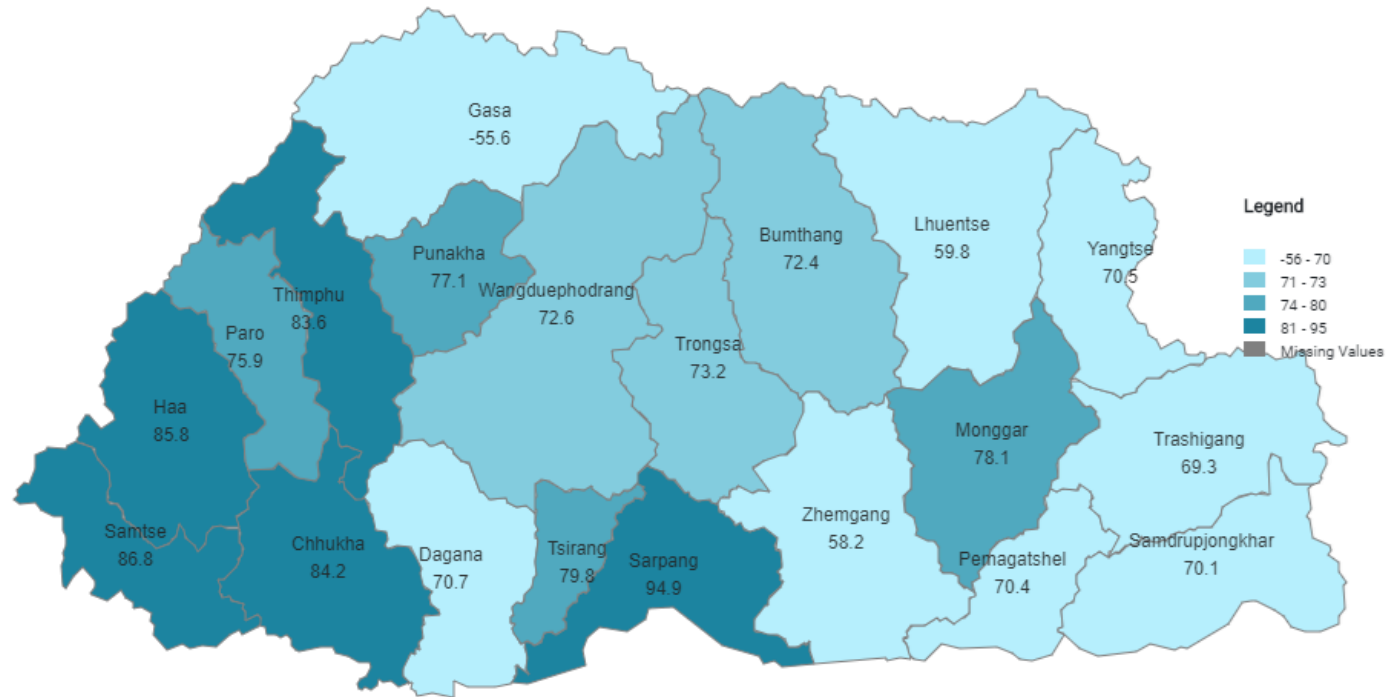 Gasa
-55.6
Punakha
77.1
Wangduephodrang
72.6
Bumthang
72.4
Lhuentse
59.8
Yangtse
70.5
Thimphu
83.6
Paro
75.9
Trongsa
73.2
Haa
85.8
Monggar
78.1
Trashigang
69.3
Samtse
86.8
Chhukha
84.2
Dagana
70.7
Tsirang
79.8
Sarpang
94.9
Zhemgang
58.2
Pemagatshel
70.4
Samdrupjongkhar
70.1
Legend
-56 - 70
71 - 73
74 - 80
81 - 95
Missing Values